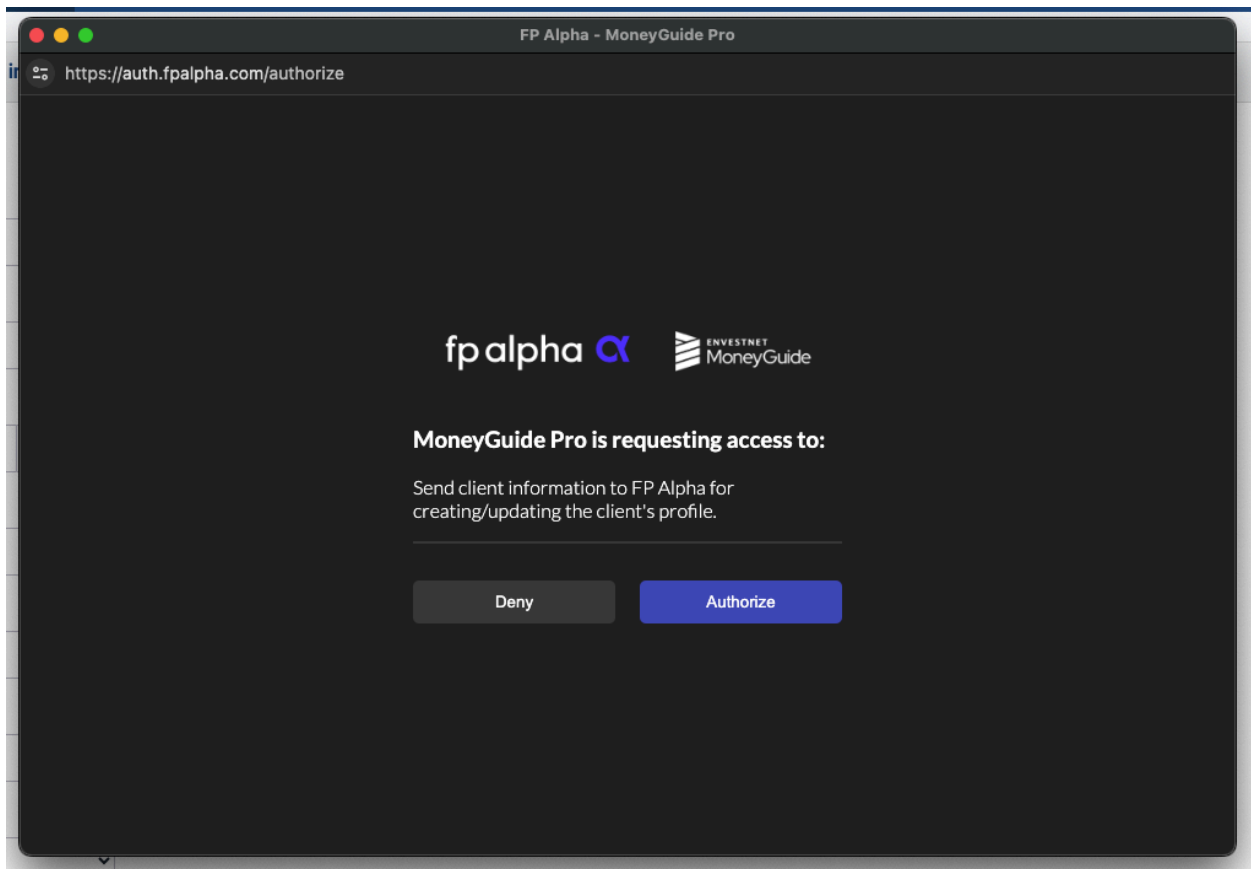 FP Alpha - MoneyGuide Pro
https://auth.fpalpha.com/authorize
fp alpha
ENVESTNET
MoneyGuide
MoneyGuide Pro is requesting access to:
Send client information to FP Alpha for
creating/updating the client's profile.
Deny
Authorize